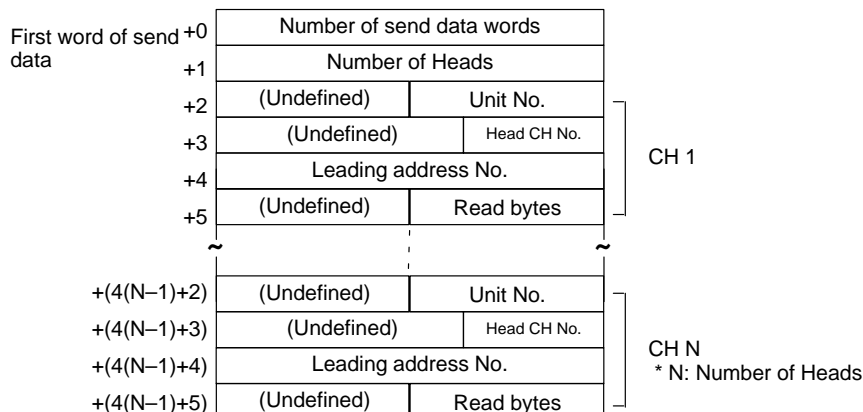 First word of send data
+0 Number of send data words
+1 Number of Heads
+2 (Undefined) Unit No.
+3 (Undefined) Head CH No.
+4 Leading address No.
+5 (Undefined) Read bytes
CH 1
~ ~
+(4(N–1)+2) (Undefined) Unit No.
+(4(N–1)+3) (Undefined) Head CH No.
+(4(N–1)+4) Leading address No.
+(4(N–1)+5) (Undefined) Read bytes
CH N
* N: Number of Heads